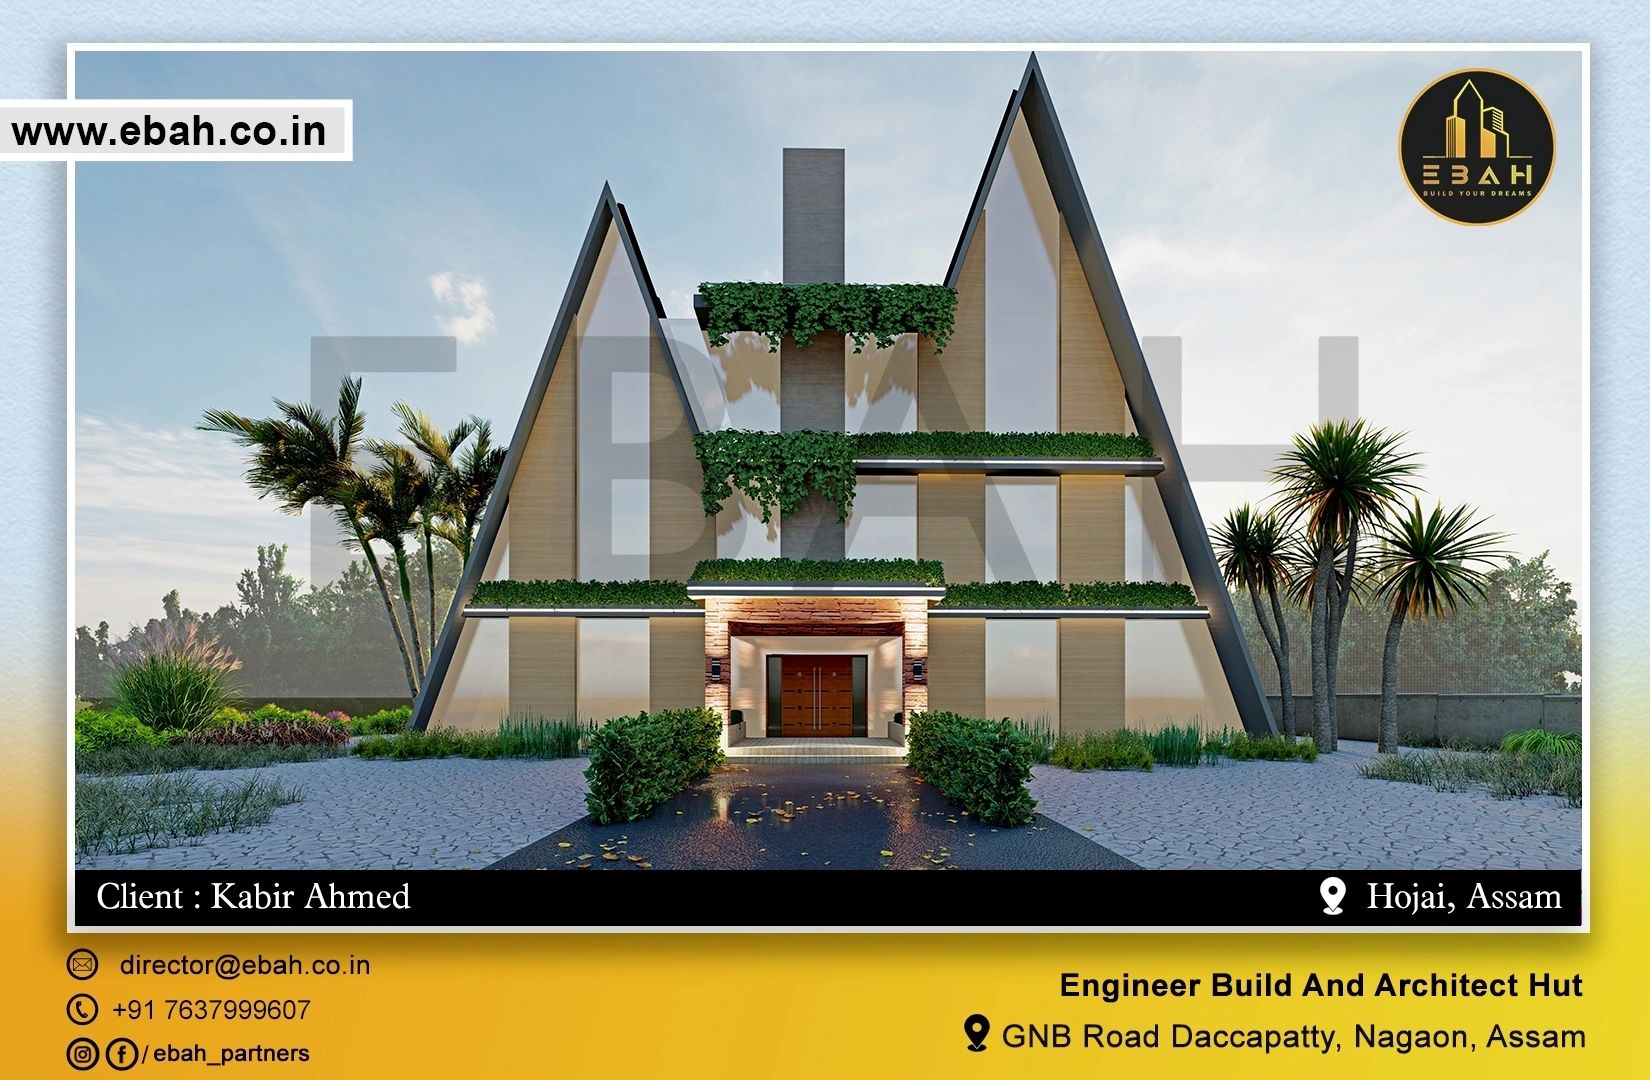 www.ebah.co.in
EBAH
BUILD YOUR DREAMS
EBAH
Client : Kabir Ahmed
Hojai, Assam
director@ebah.co.in
+91 7637999607
/ ebah_partners
Engineer Build And Architect Hut
GNB Road Daccapatty, Nagaon, Assam